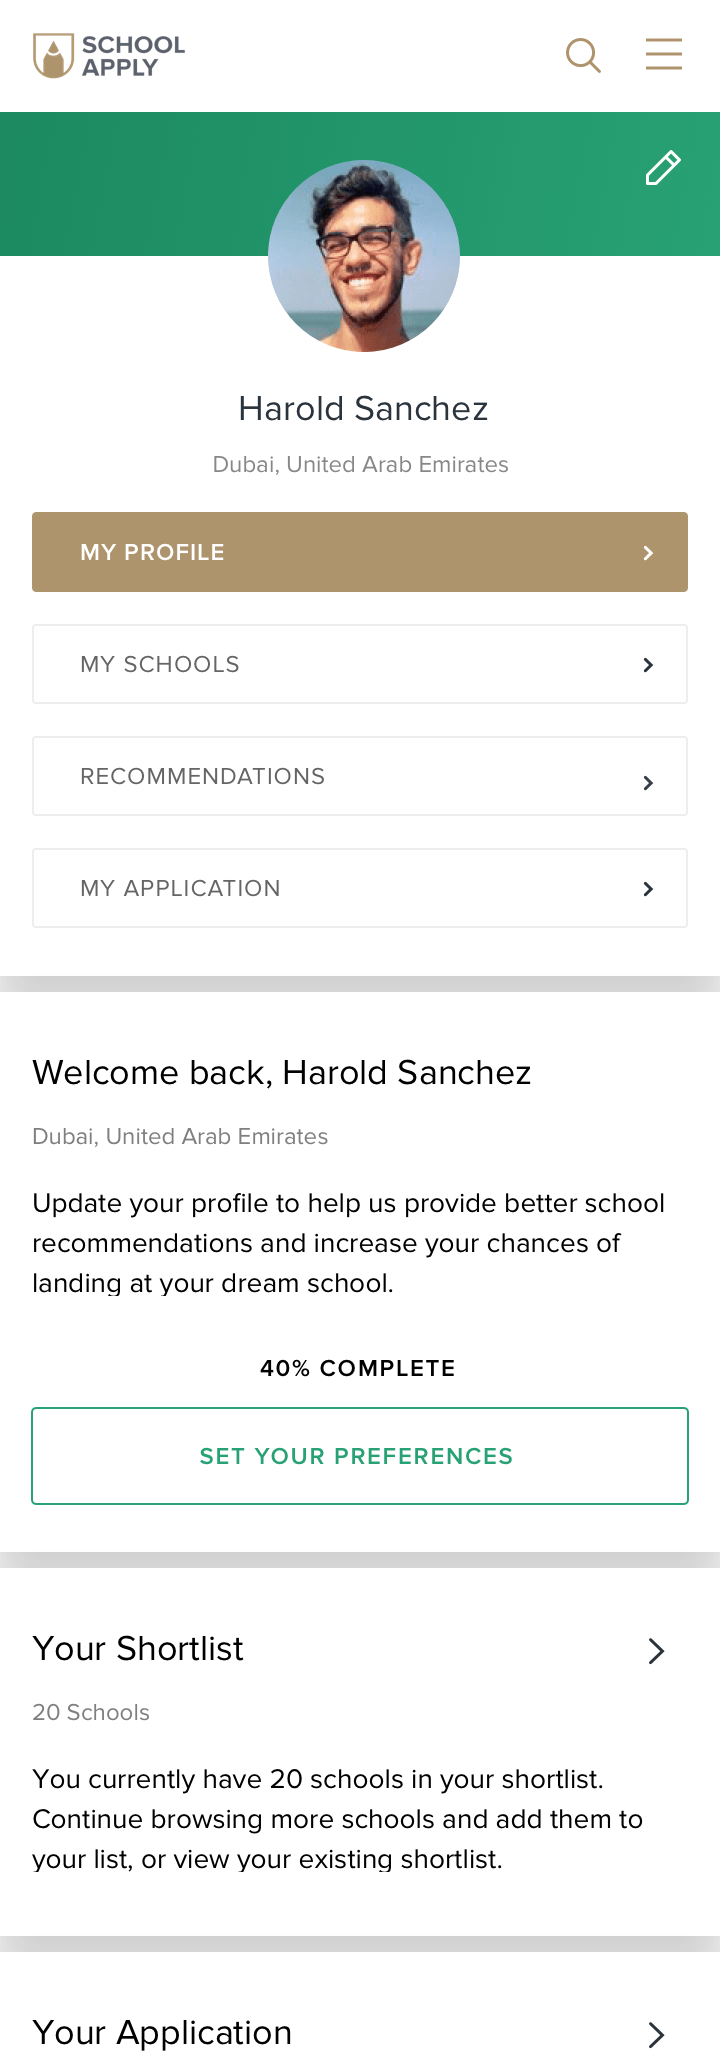 SCHOOL
APPLY
Harold Sanchez
Dubai, United Arab Emirates
MY PROFILE
MY SCHOOLS
RECOMMENDATIONS
MY APPLICATION
Welcome back, Harold Sanchez
Dubai, United Arab Emirates
Update your profile to help us provide better school
recommendations and increase your chances of
landing at your dream school.
40% COMPLETE
SET YOUR PREFERENCES
Your Shortlist
20 Schools
You currently have 20 schools in your shortlist.
Continue browsing more schools and add them to
your list, or view your existing shortlist.
Your Application